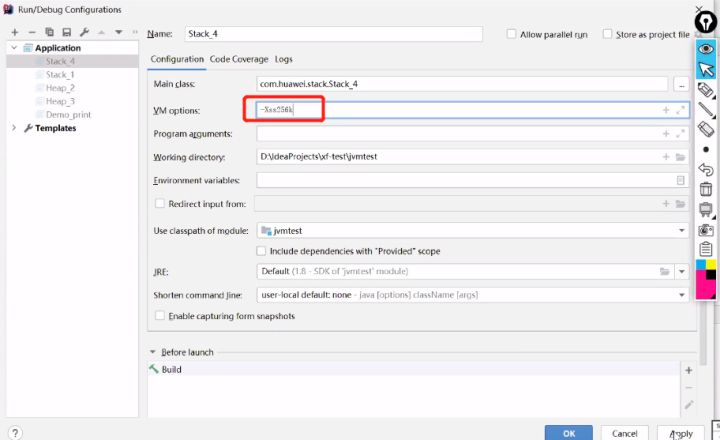 Run/Debug Configurations
Name: Stack_4
Allow parallel run
Store as project file
Application
Stack_4
Stack_1
Heap_2
Heap_3
Demo_print
Templates
Configuration Code Coverage Logs
Main class: com.huawei.stack.Stack_4 ...
VM options: -Xss256k
Program arguments:
Working directory: D:\IdeaProjects\xf-test\jvmtest
Environment variables:
Redirect input from:
Use classpath of module: jvmtest
Include dependencies with "Provided" scope
JRE: Default (1.8 - SDK of 'jvmtest' module)
Shorten command line: user-local default: none - java [options] className [args]
Enable capturing form snapshots
Before launch
Build
? OK Cancel Apply